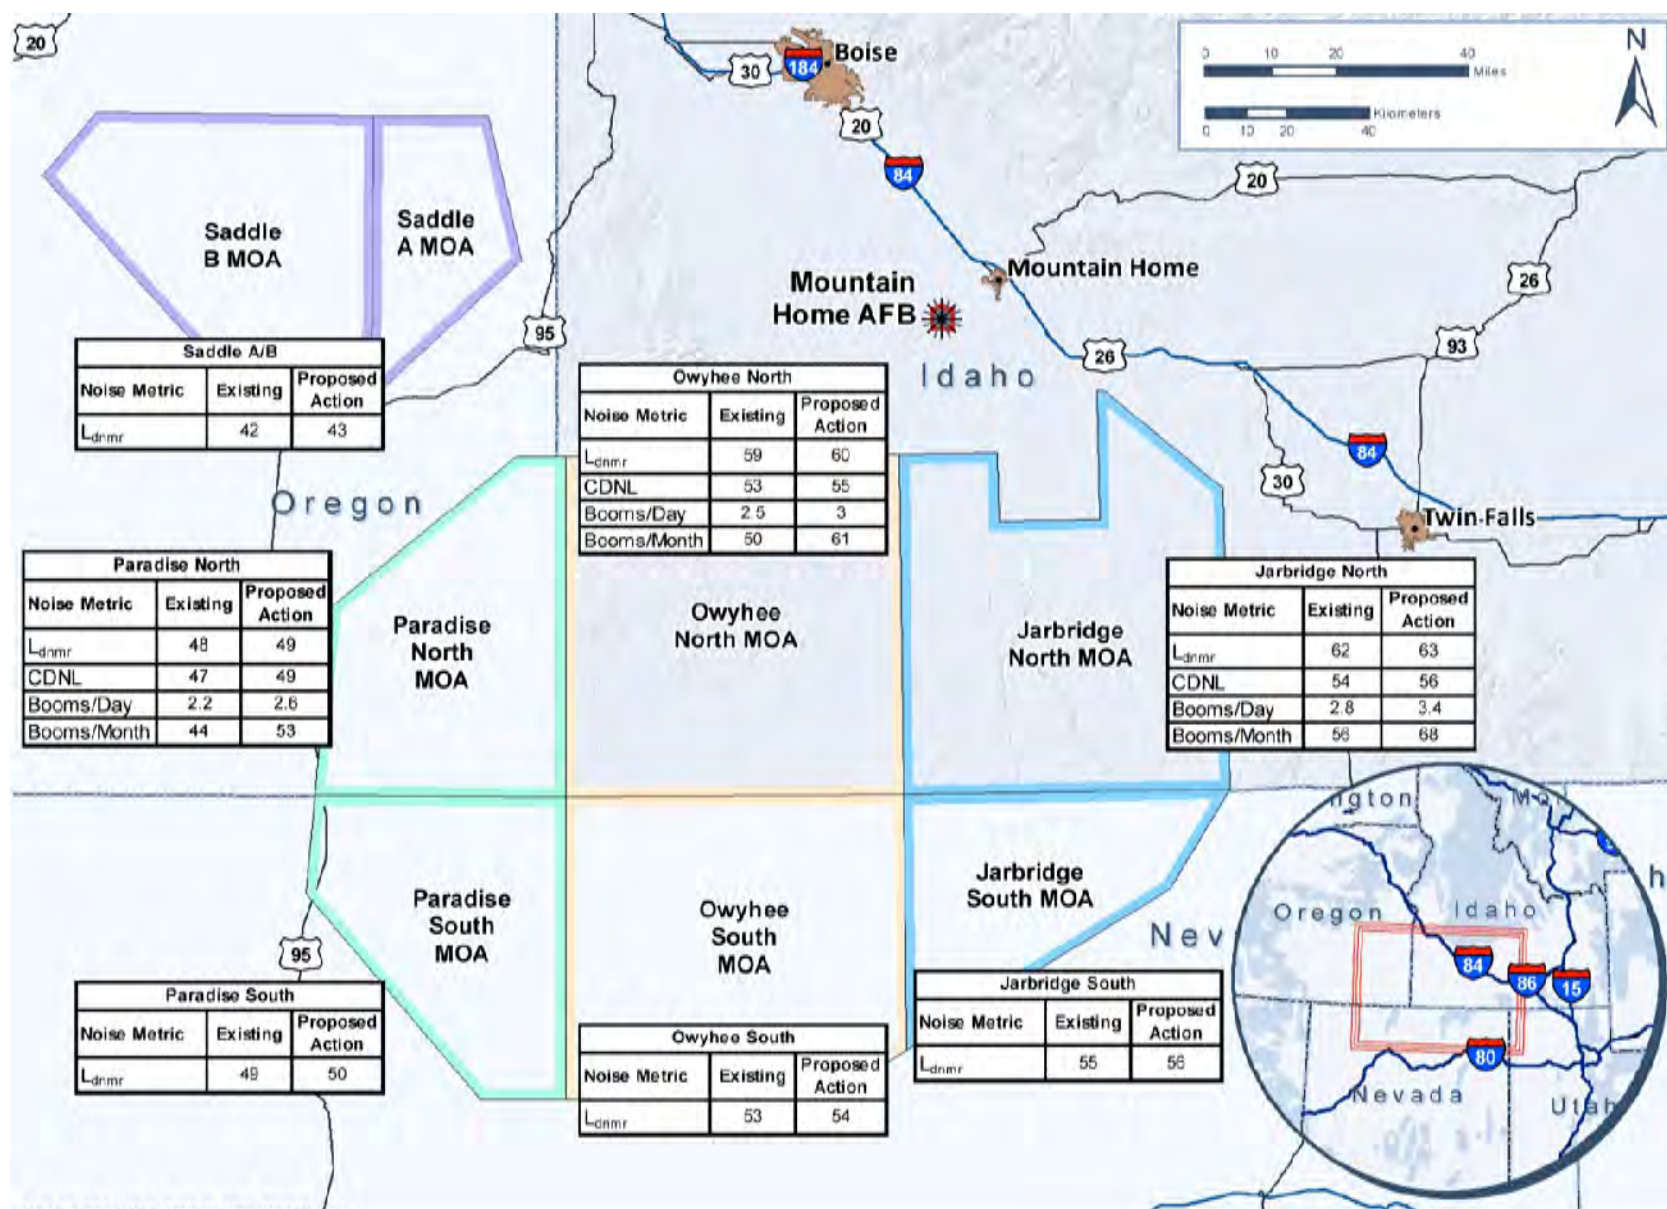 20
30
184
Boise
20
84
0 10 20 40
Miles
Kilometers
0 10 20 40
N
20
Saddle
B MOA
Saddle
A MOA
Mountain
Home AFB
Mountain Home
26
95
26
93
Idaho
Saddle A/B
Noise Metric Existing Proposed Action
Ldnmr 42 43
Owyhee North
Noise Metric Existing Proposed Action
Ldnmr 59 60
CDNL 53 55
Booms/Day 2.5 3
Booms/Month 50 61
84
30
Twin Falls
Oregon
Paradise North
Noise Metric Existing Proposed Action
Ldnmr 48 49
CDNL 47 49
Booms/Day 2.2 2.6
Booms/Month 44 53
Paradise
North
MOA
Owyhee
North MOA
Jarbridge
North MOA
Jarbridge North
Noise Metric Existing Proposed Action
Ldnmr 62 63
CDNL 54 56
Booms/Day 2.8 3.4
Booms/Month 56 68
Paradise
South
MOA
Owyhee
South
MOA
Jarbridge
South MOA
Nev
95
Paradise South
Noise Metric Existing Proposed Action
Ldnmr 49 50
Owyhee South
Noise Metric Existing Proposed Action
Ldnmr 53 54
Jarbridge South
Noise Metric Existing Proposed Action
Ldnmr 55 56
ngton
Oregon
Idaho
84
86
15
80
Nevada
Utah